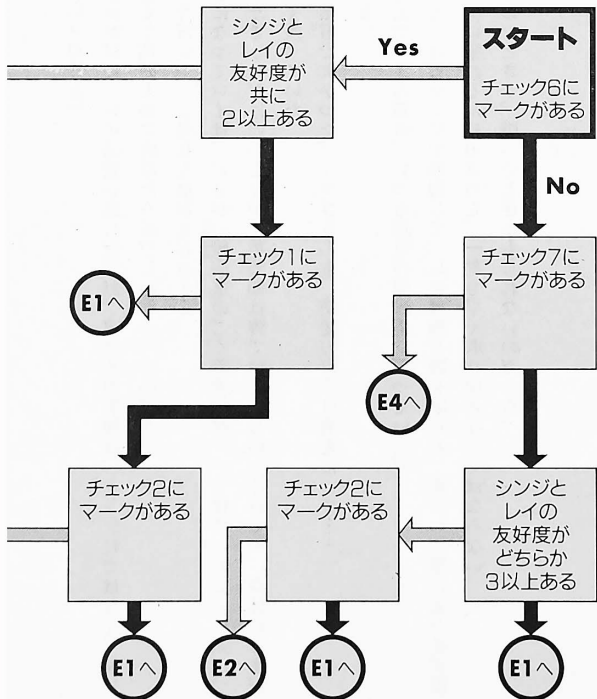 スタート
チェック6に
マークがある
Yes
No
シンジと
レイの
友好度が
共に
2以上ある
チェック1に
マークがある
E1へ
チェック7に
マークがある
E4へ
チェック2に
マークがある
E1へ
チェック2に
マークがある
E2へ
E1へ
シンジと
レイの
友好度が
どちらか
3以上ある
E1へ